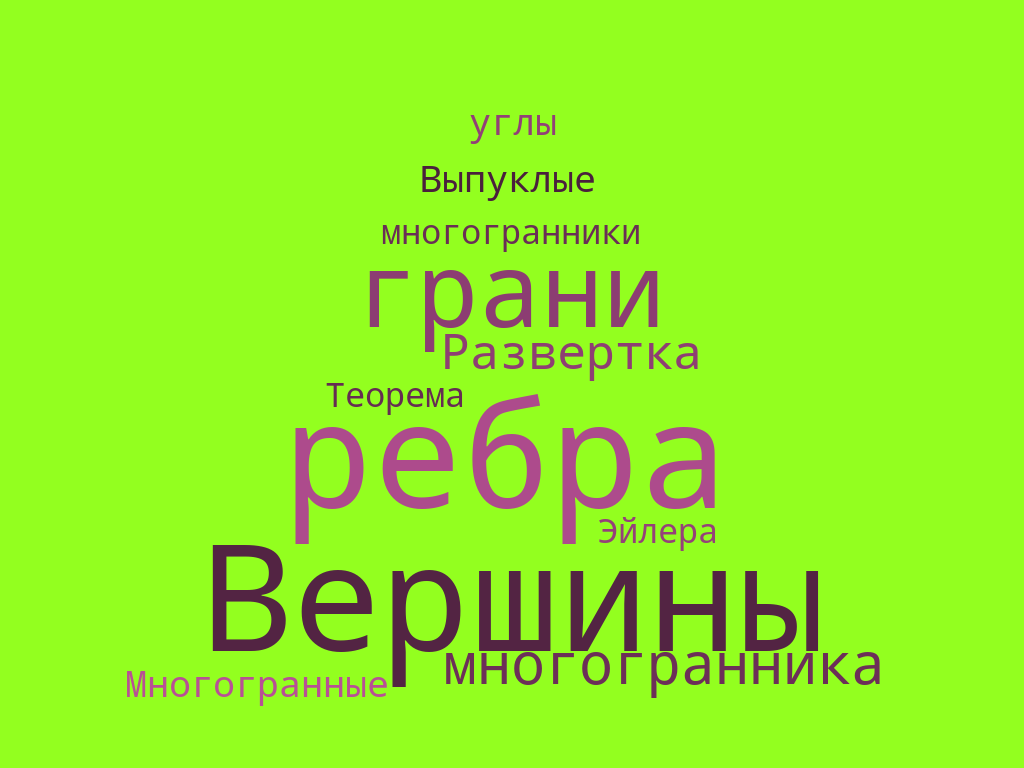 углы
Выпуклые
многогранники
грани
Развертка
Теорема
ребра
Эйлера
Вершины
многогранника
Многогранные